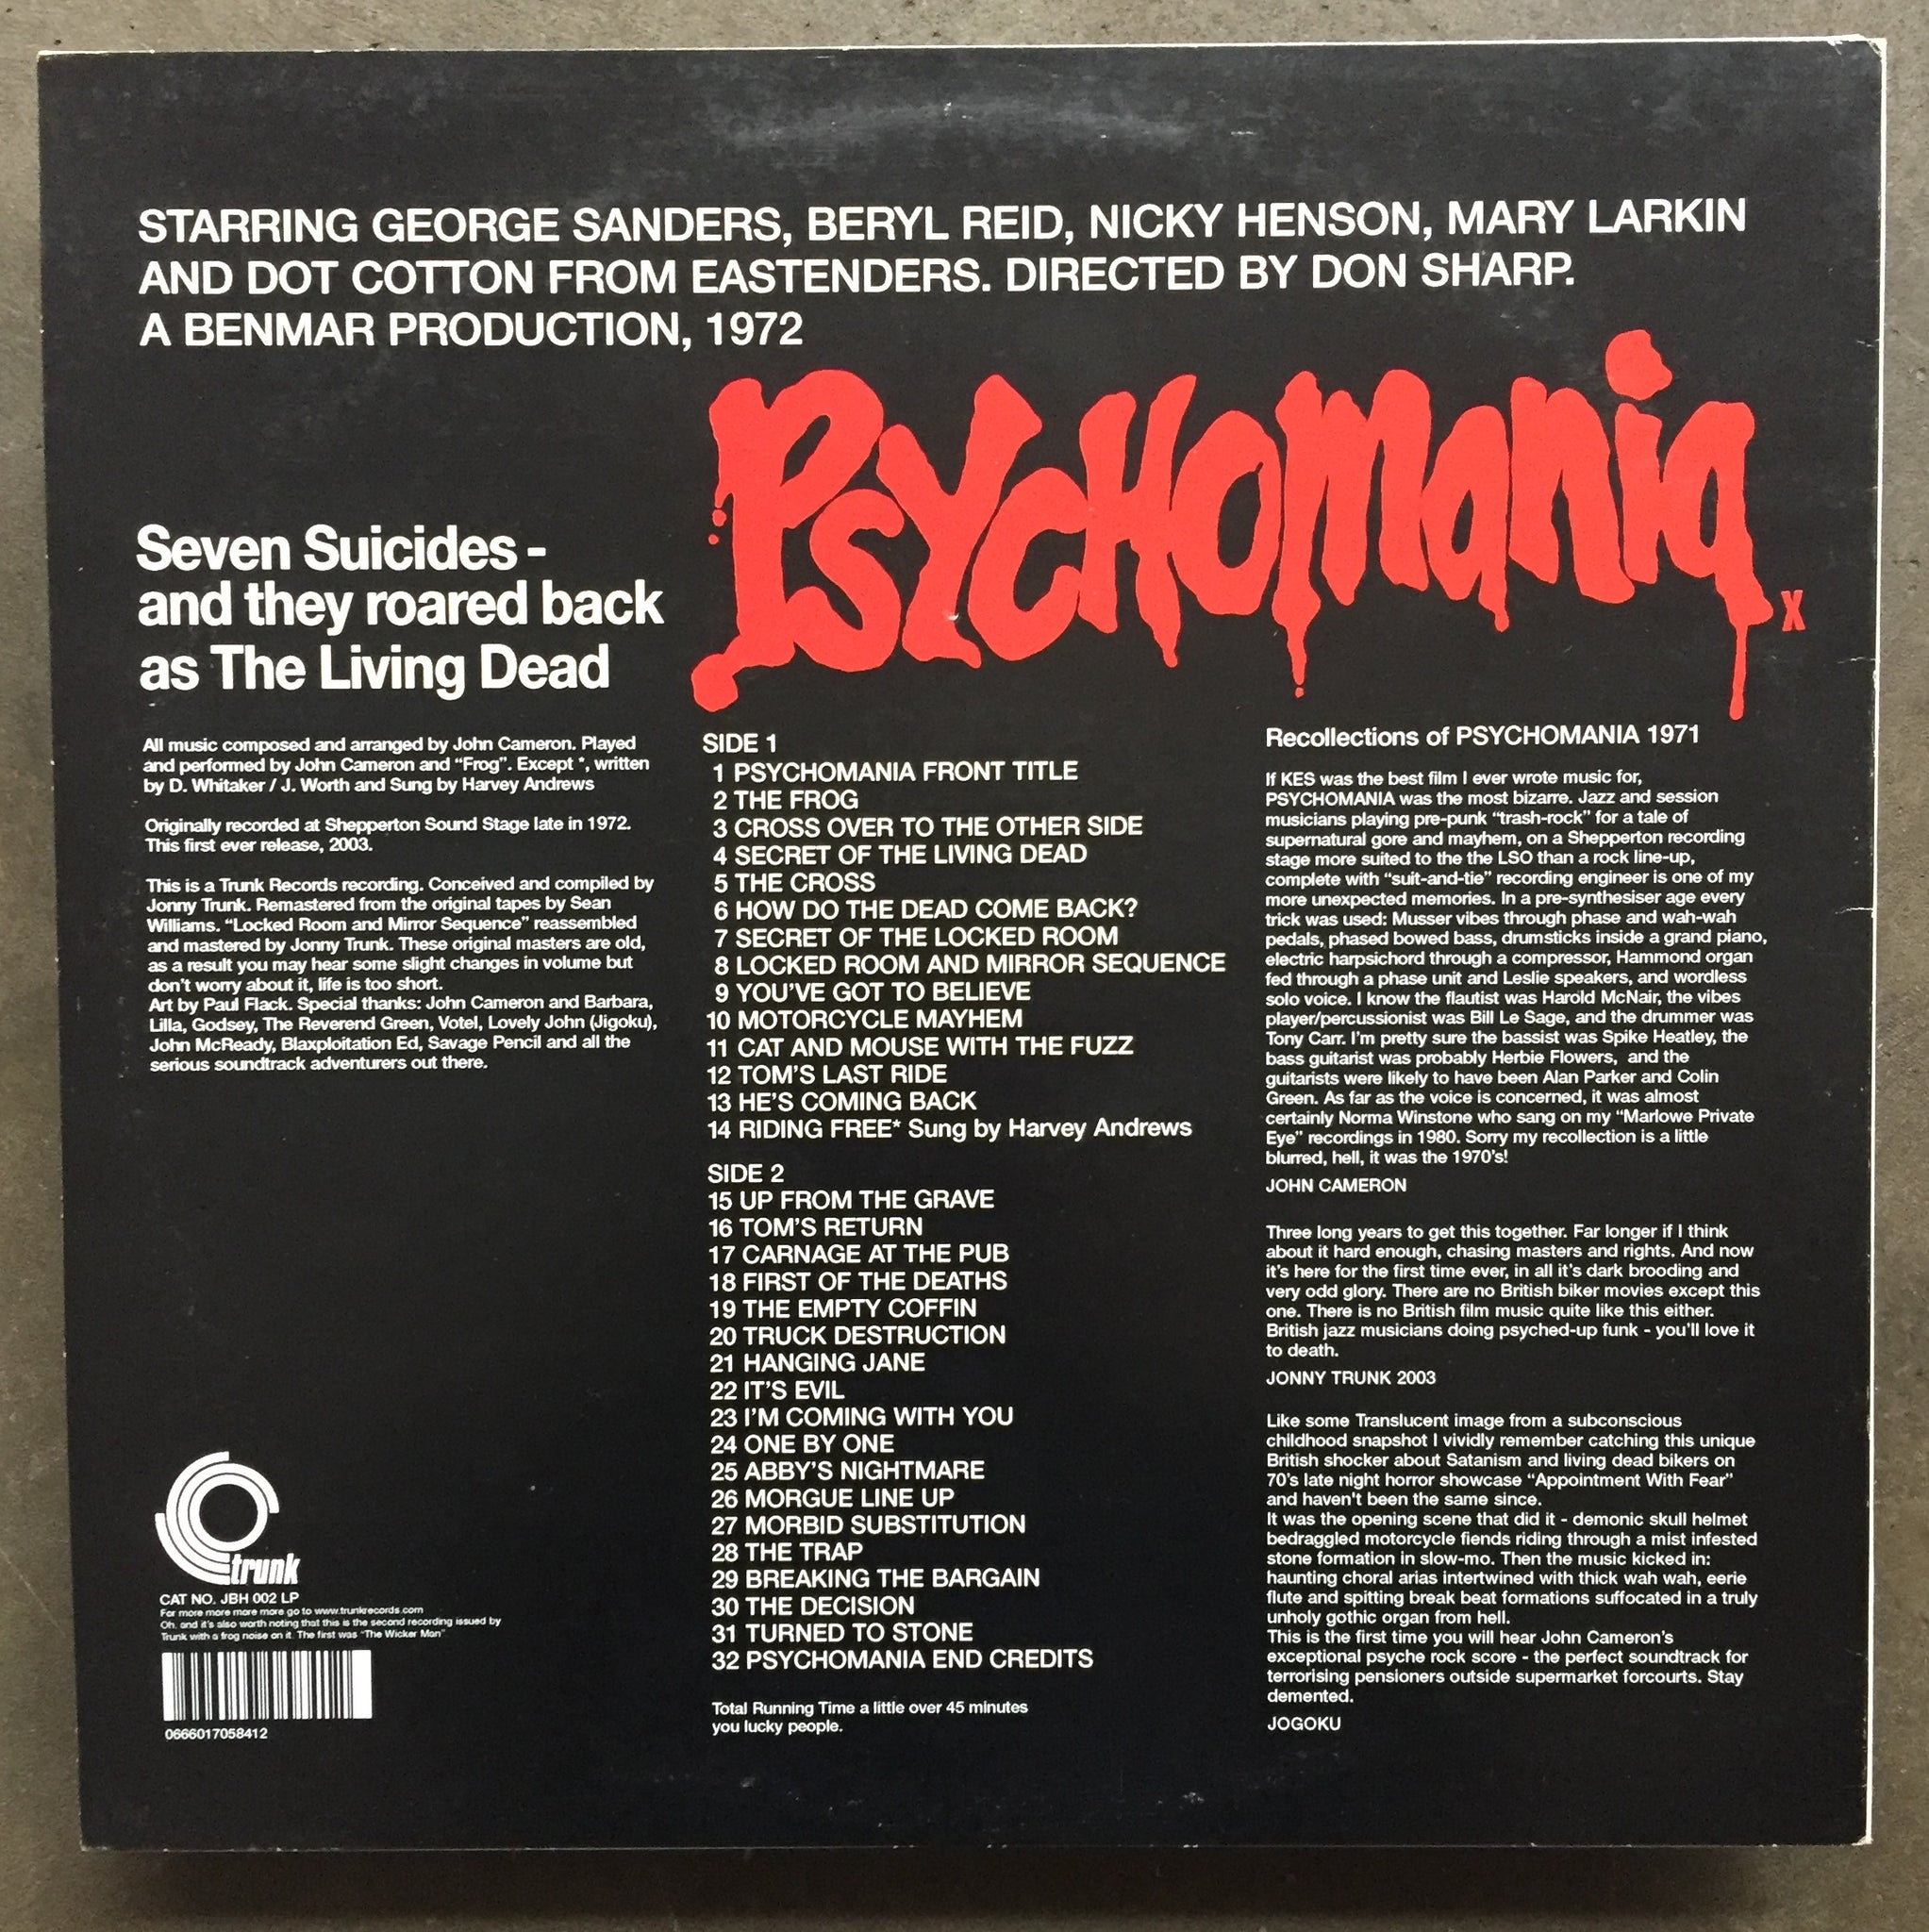 STARRING GEORGE SANDERS, BERYL REID, NICKY HENSON, MARY LARKIN
AND DOT COTTON FROM EASTENDERS. DIRECTED BY DON SHARP.
A BENMAR PRODUCTION, 1972
PSYCHOmania
X
Seven Suicides -
and they roared back
as The Living Dead
All music composed and arranged by John Cameron. Played
and performed by John Cameron and “Frog”. Except *, written
by D. Whitaker / J. Worth and Sung by Harvey Andrews
Originally recorded at Shepperton Sound Stage late in 1972.
This first ever release, 2003.
This is a Trunk Records recording. Conceived and compiled by
Jonny Trunk. Remastered from the original tapes by Sean
Williams. “Locked Room and Mirror Sequence” reassembled
and mastered by Jonny Trunk. These original masters are old,
as a result you may hear some slight changes in volume but
don’t worry about it, life is too short.
Art by Paul Flack. Special thanks: John Cameron and Barbara,
Lilla, Godsey, The Reverend Green, Votel, Lovely John (Jigoku),
John McReady, Blaxploitation Ed, Savage Pencil and all the
serious soundtrack adventurers out there.
trunk
CAT NO. JBH 002 LP
For more more more more go to www.trunkrecords.com
Oh, and it’s also worth noting that this is the second recording issued by
Trunk with a frog noise on it. The first was “The Wicker Man”
0666017058412
SIDE 1
1 PSYCHOMANIA FRONT TITLE
2 THE FROG
3 CROSS OVER TO THE OTHER SIDE
4 SECRET OF THE LIVING DEAD
5 THE CROSS
6 HOW DO THE DEAD COME BACK?
7 SECRET OF THE LOCKED ROOM
8 LOCKED ROOM AND MIRROR SEQUENCE
9 YOU’VE GOT TO BELIEVE
10 MOTORCYCLE MAYHEM
11 CAT AND MOUSE WITH THE FUZZ
12 TOM’S LAST RIDE
13 HE’S COMING BACK
14 RIDING FREE* Sung by Harvey Andrews
SIDE 2
15 UP FROM THE GRAVE
16 TOM’S RETURN
17 CARNAGE AT THE PUB
18 FIRST OF THE DEATHS
19 THE EMPTY COFFIN
20 TRUCK DESTRUCTION
21 HANGING JANE
22 IT’S EVIL
23 I’M COMING WITH YOU
24 ONE BY ONE
25 ABBY’S NIGHTMARE
26 MORGUE LINE UP
27 MORBID SUBSTITUTION
28 THE TRAP
29 BREAKING THE BARGAIN
30 THE DECISION
31 TURNED TO STONE
32 PSYCHOMANIA END CREDITS
Total Running Time a little over 45 minutes
you lucky people.
Recollections of PSYCHOMANIA 1971
If KES was the best film I ever wrote music for,
PSYCHOMANIA was the most bizarre. Jazz and session
musicians playing pre-punk “trash-rock” for a tale of
supernatural gore and mayhem, on a Shepperton recording
stage more suited to the the LSO than a rock line-up,
complete with “suit-and-tie” recording engineer is one of my
more unexpected memories. In a pre-synthesiser age every
trick was used: Musser vibes through phase and wah-wah
pedals, phased bowed bass, drumsticks inside a grand piano,
electric harpsichord through a compressor, Hammond organ
fed through a phase unit and Leslie speakers, and wordless
solo voice. I know the flautist was Harold McNair, the vibes
player/percussionist was Bill Le Sage, and the drummer was
Tony Carr. I’m pretty sure the bassist was Spike Heatley, the
bass guitarist was probably Herbie Flowers, and the
guitarists were likely to have been Alan Parker and Colin
Green. As far as the voice is concerned, it was almost
certainly Norma Winstone who sang on my “Marlowe Private
Eye” recordings in 1980. Sorry my recollection is a little
blurred, hell, it was the 1970’s!
JOHN CAMERON
Three long years to get this together. Far longer if I think
about it hard enough, chasing masters and rights. And now
it’s here for the first time ever, in all it’s dark brooding and
very odd glory. There are no British biker movies except this
one. There is no British film music quite like this either.
British jazz musicians doing psyched-up funk - you’ll love it
to death.
JONNY TRUNK 2003
Like some Translucent image from a subconscious
childhood snapshot I vividly remember catching this unique
British shocker about Satanism and living dead bikers on
70’s late night horror showcase “Appointment With Fear”
and haven't been the same since.
It was the opening scene that did it - demonic skull helmet
bedraggled motorcycle fiends riding through a mist infested
stone formation in slow-mo. Then the music kicked in:
haunting choral arias intertwined with thick wah wah, eerie
flute and spitting break beat formations suffocated in a truly
unholy gothic organ from hell.
This is the first time you will hear John Cameron’s
exceptional psyche rock score - the perfect soundtrack for
terrorising pensioners outside supermarket forcourts. Stay
demented.
JOGOKU